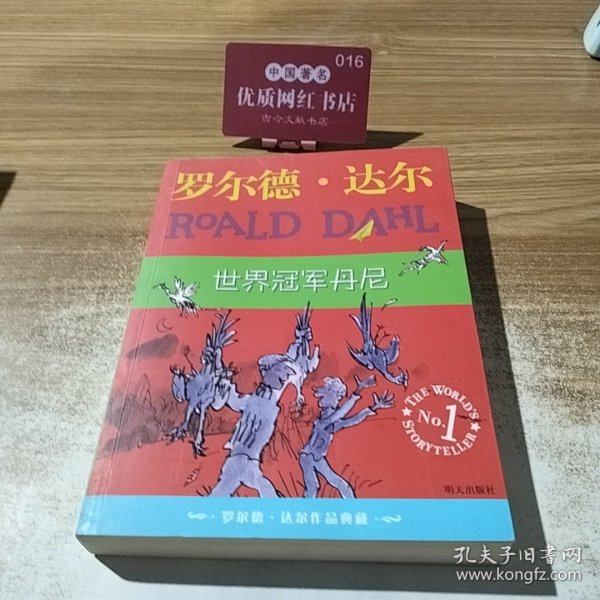 016
中国著名
优质网红书店
古今文献书店
罗尔德·达尔
ROALD DAHL
世界冠军丹尼
THE WORLD'S
No.1
STORYTELLER
明天出版社
罗尔德·达尔作品典藏
孔夫子旧书网
www.kongfz.com